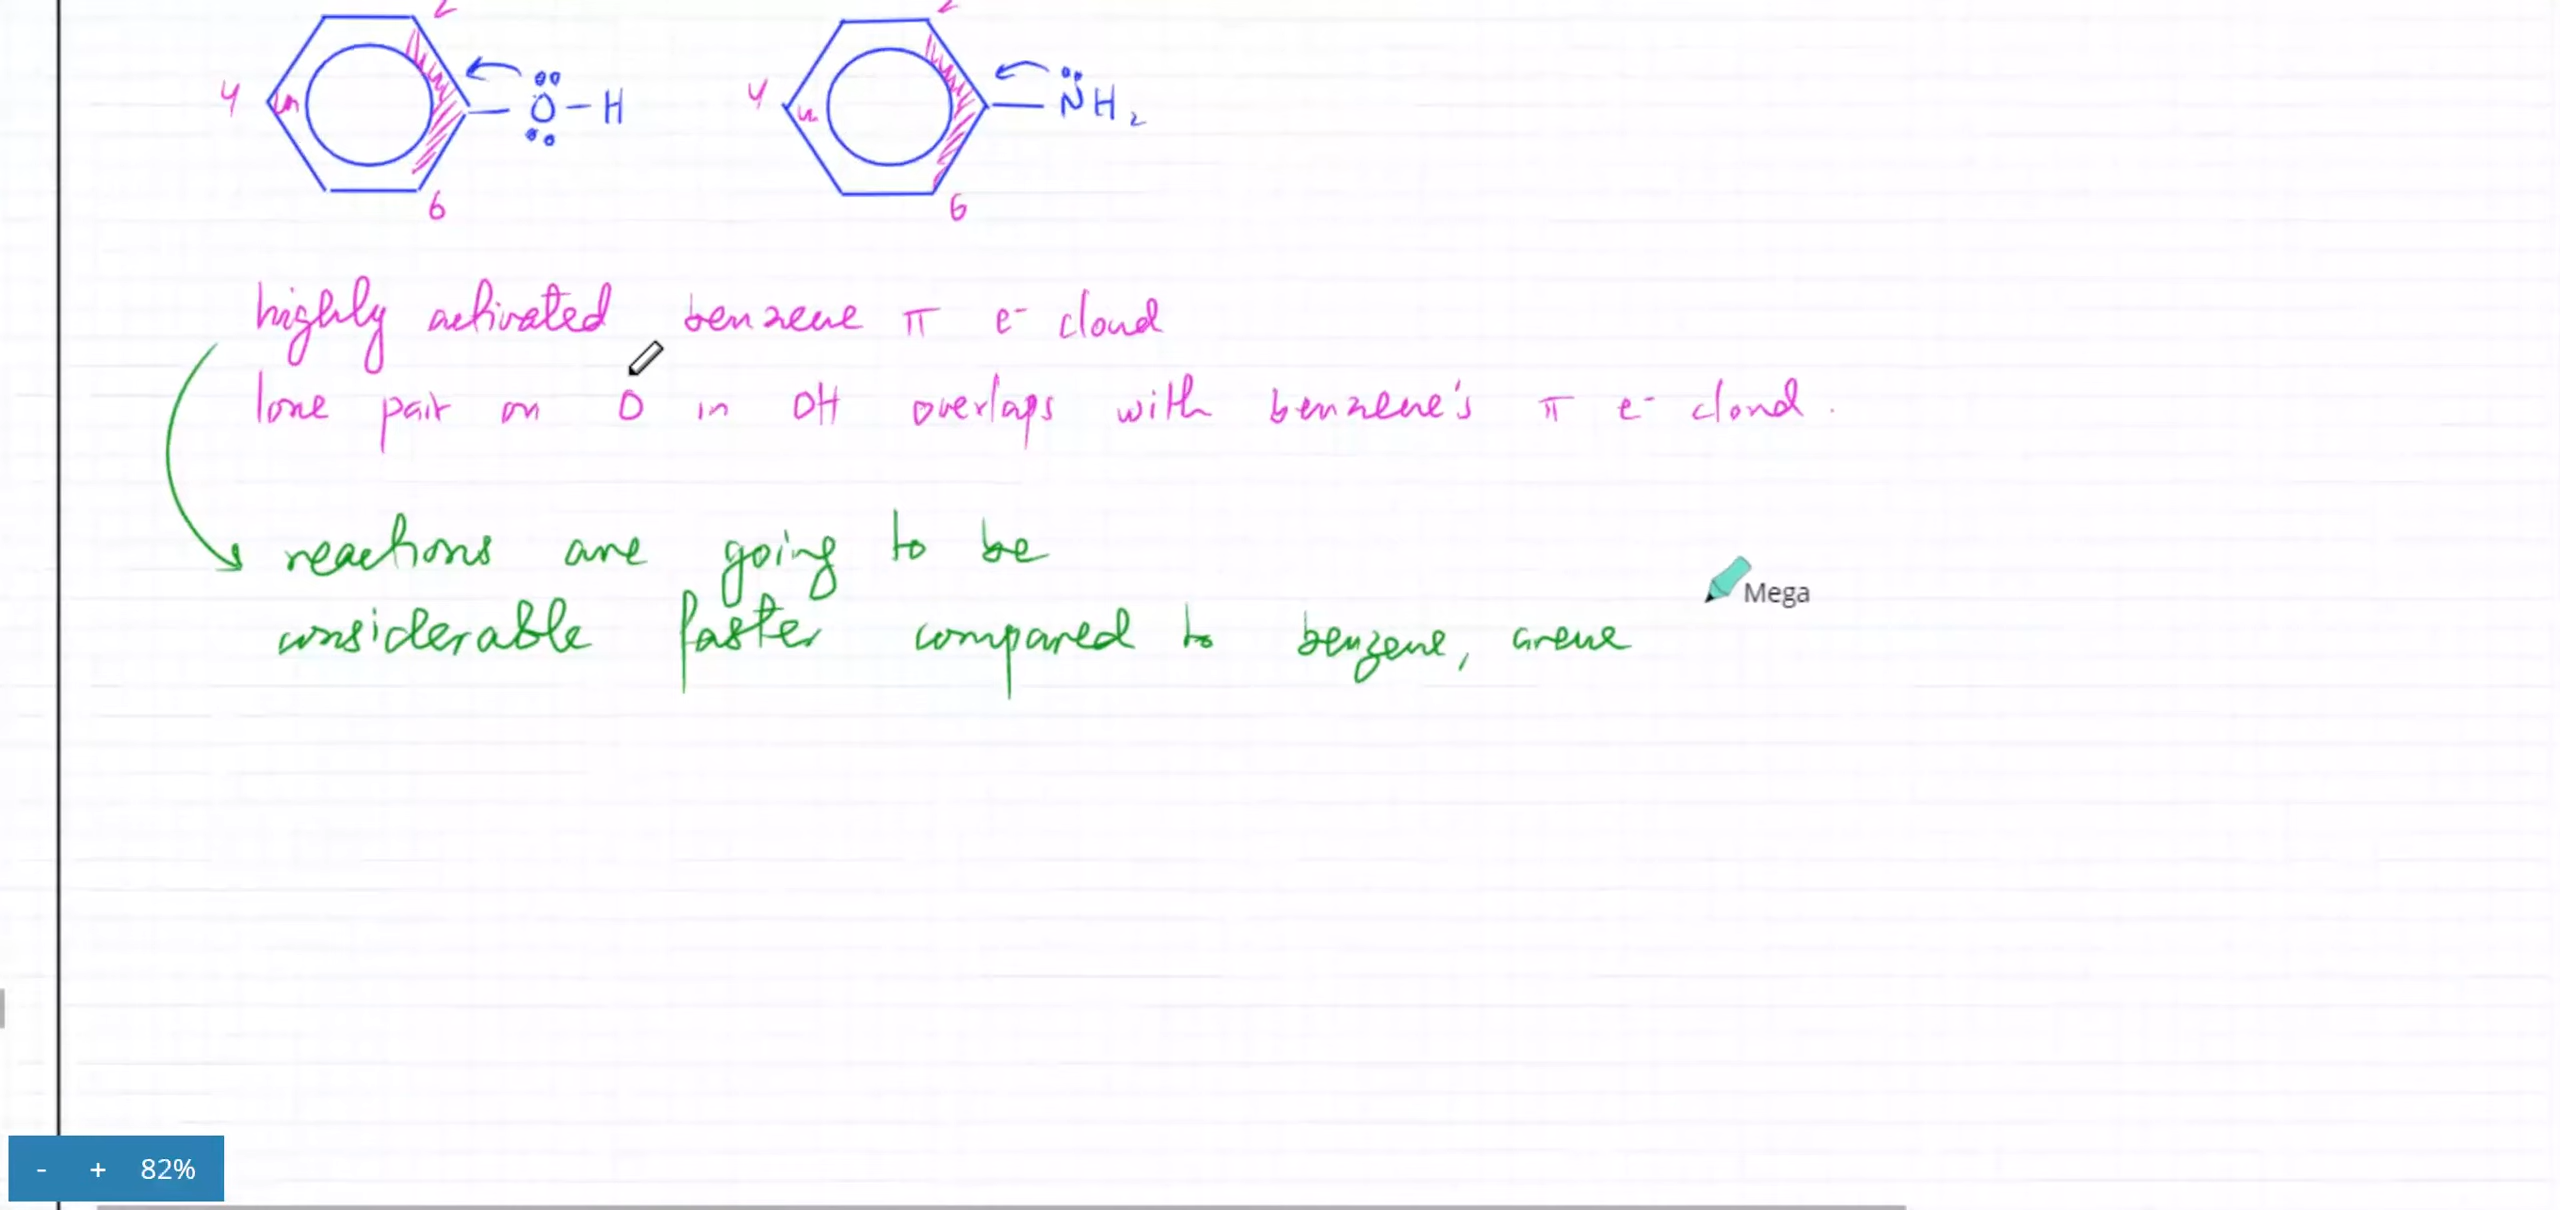 2 2
4 Ö–H 4 N̈H₂
6 6
highly activated benzene π e⁻ cloud
lone pair on O in OH overlaps with benzene's π e⁻ cloud.
reactions are going to be
considerable faster compared to benzene, arene
Mega
- + 82%